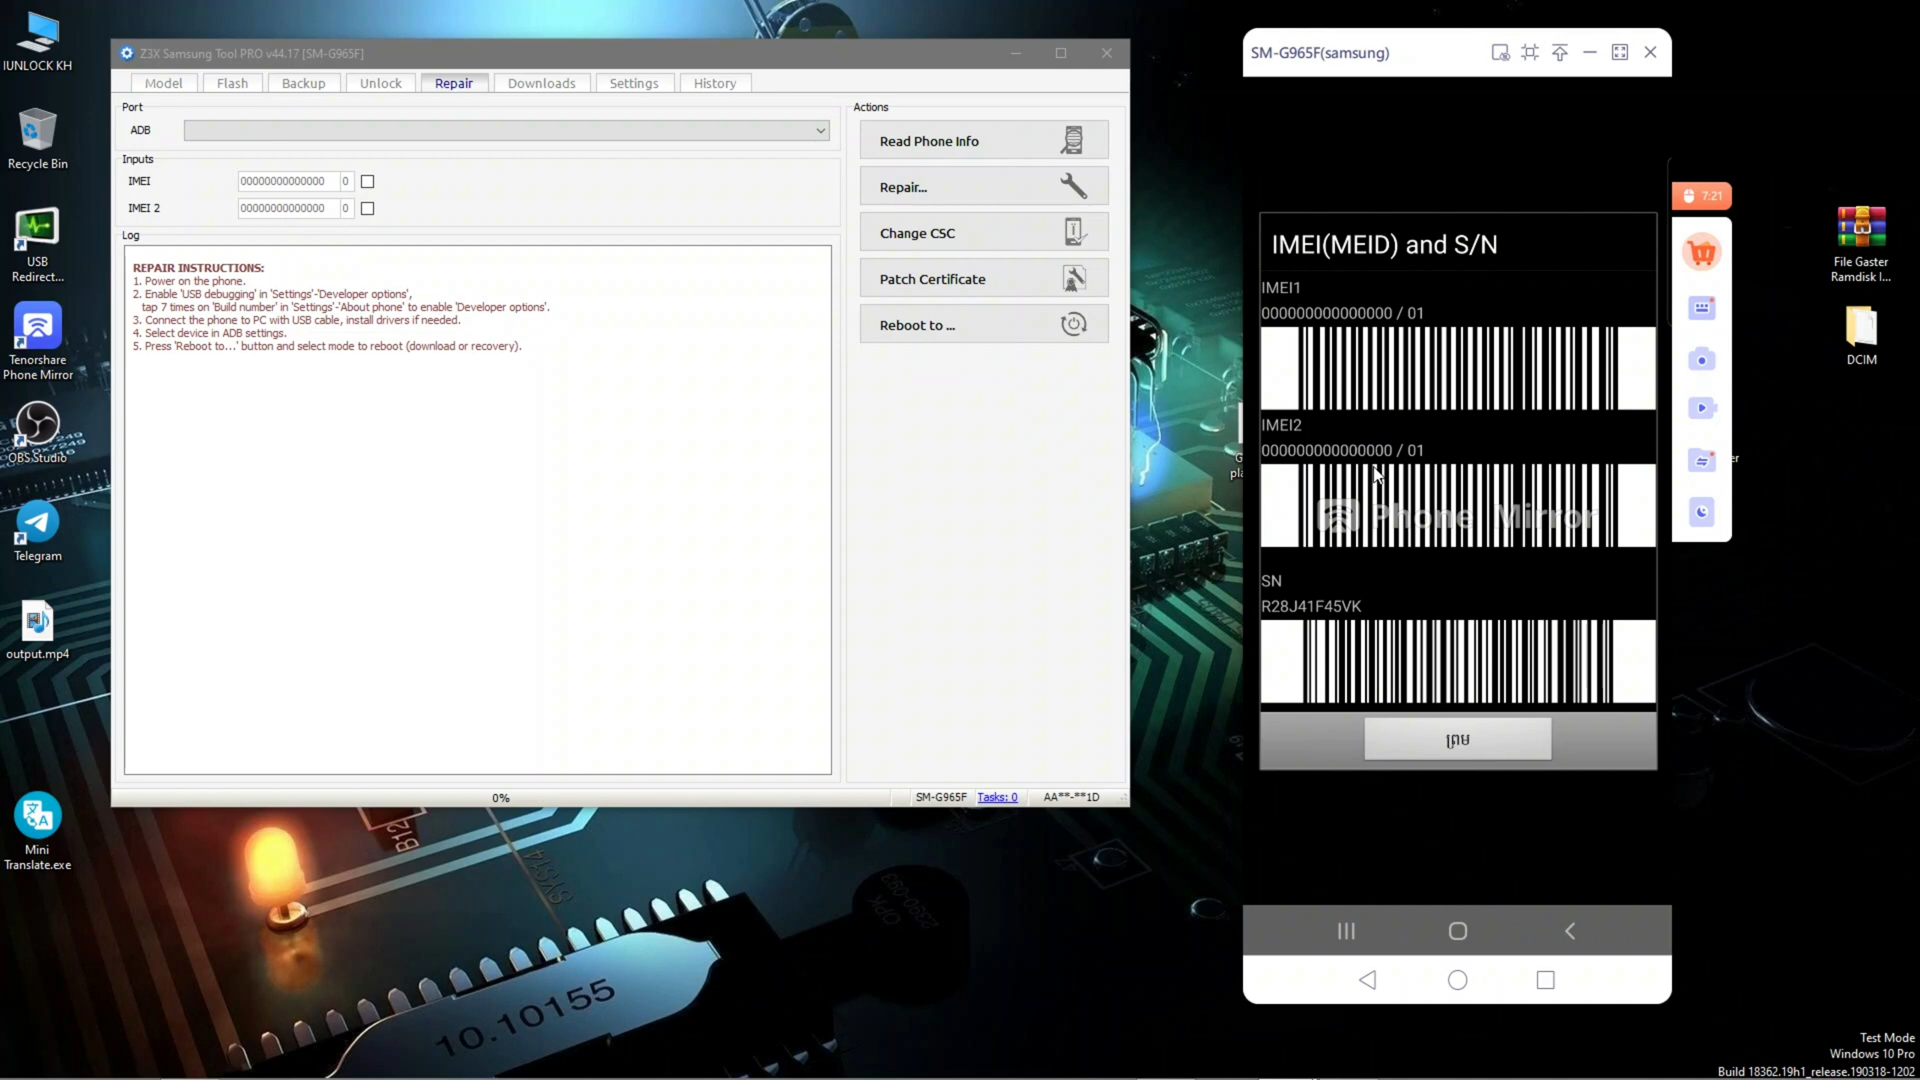 IUNLOCK KH
Recycle Bin
USB
Redirect...
Tenorshare
Phone Mirror
OBS Studio
Telegram
output.mp4
Mini
Translate.exe
Z3X Samsung Tool PRO v44.17 [SM-G965F]
Model
Flash
Backup
Unlock
Repair
Downloads
Settings
History
Port
ADB
Inputs
IMEI
00000000000000 0
IMEI 2
00000000000000 0
Log
REPAIR INSTRUCTIONS:
1. Power on the phone.
2. Enable 'USB debugging' in 'Settings'-'Developer options',
tap 7 times on 'Build number' in 'Settings'-'About phone' to enable 'Developer options'.
3. Connect the phone to PC with USB cable, install drivers if needed.
4. Select device in ADB settings.
5. Press 'Reboot to...' button and select mode to reboot (download or recovery).
Actions
Read Phone Info
Repair...
Change CSC
Patch Certificate
Reboot to ...
0%
SM-G965F
Tasks: 0
AA**-**1D
SM-G965F(samsung)
7:21
IMEI(MEID) and S/N
IMEI1
000000000000000 / 01
IMEI2
000000000000000 / 01
Phone Mirror
SN
R28J41F45VK
ព្រម
File Gaster
Ramdisk I...
DCIM
B12
10.10155
Test Mode
Windows 10 Pro
Build 18362.19h1_release.190318-1202